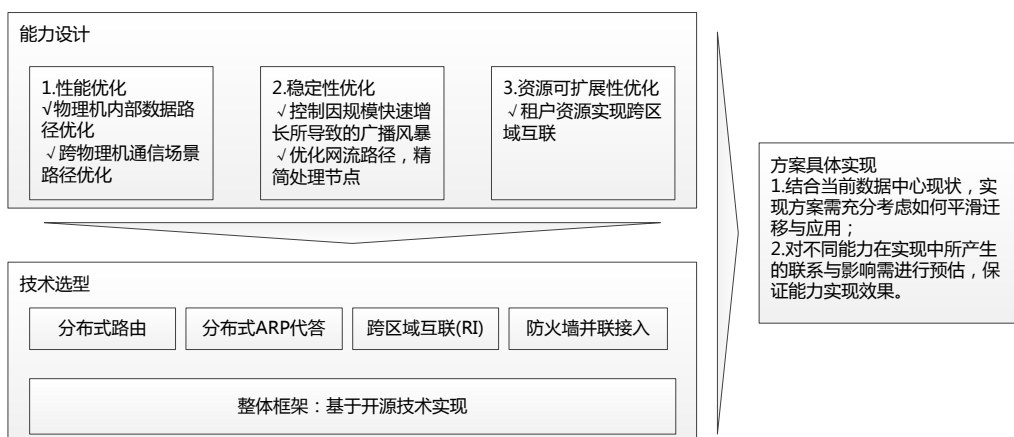 能力设计
1.性能优化
√物理机内部数据路
径优化
√跨物理机通信场景
路径优化
2.稳定性优化
√控制因规模快速增
长所导致的广播风暴
√优化网流路径，精
简处理节点
3.资源可扩展性优化
√租户资源实现跨区
域互联
技术选型
分布式路由
分布式ARP代答
跨区域互联(RI)
防火墙并联接入
整体框架：基于开源技术实现
方案具体实现
1.结合当前数据中心现状，实
现方案需充分考虑如何平滑迁
移与应用；
2.对不同能力在实现中所产生
的联系与影响需进行预估，保
证能力实现效果。